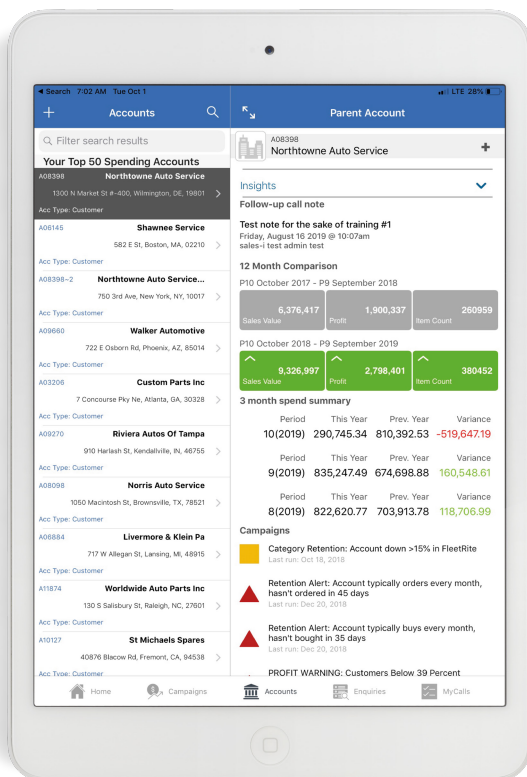 Search 7:02 AM Tue Oct 1
LTE 28%
Accounts
Filter search results
Your Top 50 Spending Accounts
A08398 Northtowne Auto Service
1300 N Market St #-400, Wilmington, DE, 19801
Acc Type: Customer
A06145 Shawnee Service
582 E St, Boston, MA, 02210
Acc Type: Customer
A08398~2 Northtowne Auto Service...
750 3rd Ave, New York, NY, 10017
Acc Type: Customer
A09660 Walker Automotive
722 E Osborn Rd, Phoenix, AZ, 85014
Acc Type: Customer
A03206 Custom Parts Inc
7 Concourse Pky Ne, Atlanta, GA, 30328
Acc Type: Customer
A09270 Riviera Autos Of Tampa
910 Harlash St, Kendallville, IN, 46755
Acc Type: Customer
A08098 Norris Auto Service
1050 Macintosh St, Brownsville, TX, 78521
Acc Type: Customer
A06884 Livermore & Klein Pa
717 W Allegan St, Lansing, MI, 48915
Acc Type: Customer
A11874 Worldwide Auto Parts Inc
130 S Salisbury St, Raleigh, NC, 27601
Acc Type: Customer
A10127 St Michaels Spares
40876 Blacow Rd, Fremont, CA, 94538
Acc Type: Customer
Parent Account
A08398
Northtowne Auto Service
Insights
Follow-up call note
Test note for the sake of training #1
Friday, August 16 2019 @ 10:07am
sales-i test admin test
12 Month Comparison
P10 October 2017 - P9 September 2018
6,376,417 1,900,337 260959
Sales Value Profit Item Count
P10 October 2018 - P9 September 2019
9,326,997 2,798,401 380452
Sales Value Profit Item Count
3 month spend summary
Period This Year Prev. Year Variance
10(2019) 290,745.34 810,392.53 -519,647.19
Period This Year Prev. Year Variance
9(2019) 835,247.49 674,698.88 160,548.61
Period This Year Prev. Year Variance
8(2019) 822,620.77 703,913.78 118,706.99
Campaigns
Category Retention: Account down >15% in FleetRite
Last run: Oct 18, 2018
Retention Alert: Account typically orders every month,
hasn't ordered in 45 days
Last run: Dec 20, 2018
Retention Alert: Account typically buys every month,
hasn't bought in 35 days
Last run: Dec 20, 2018
PROFIT WARNING: Customers Below 39 Percent
Home Campaigns Accounts Enquiries MyCalls